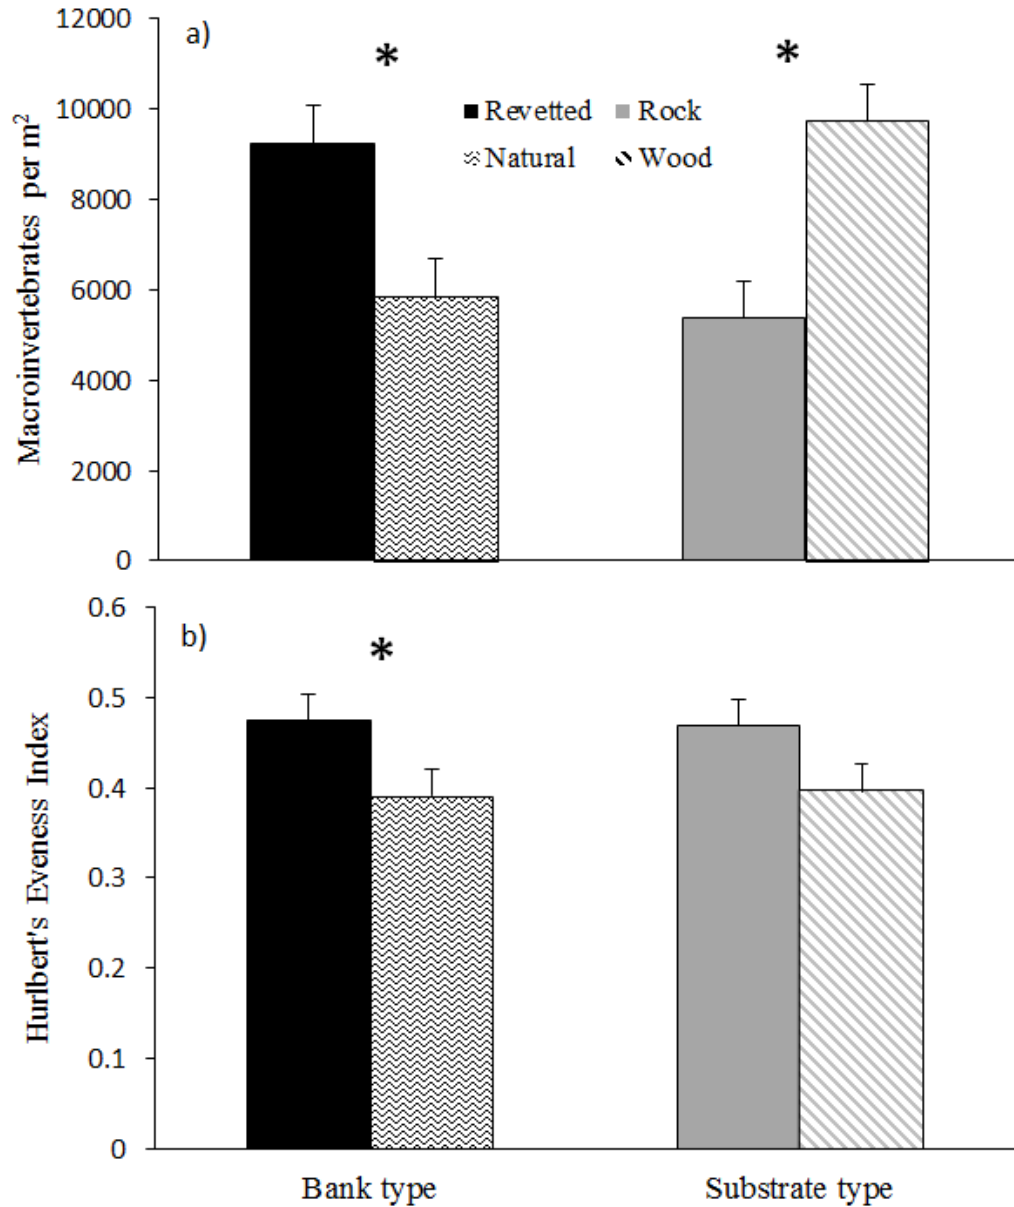 12000
a)
*
*
10000
Revetted
Rock
Natural
Wood
8000
6000
4000
2000
0
Macroinvertebrates per m²
0.6
b)
*
0.5
0.4
0.3
0.2
0.1
0
Hurlbert's Eveness Index
Bank type
Substrate type